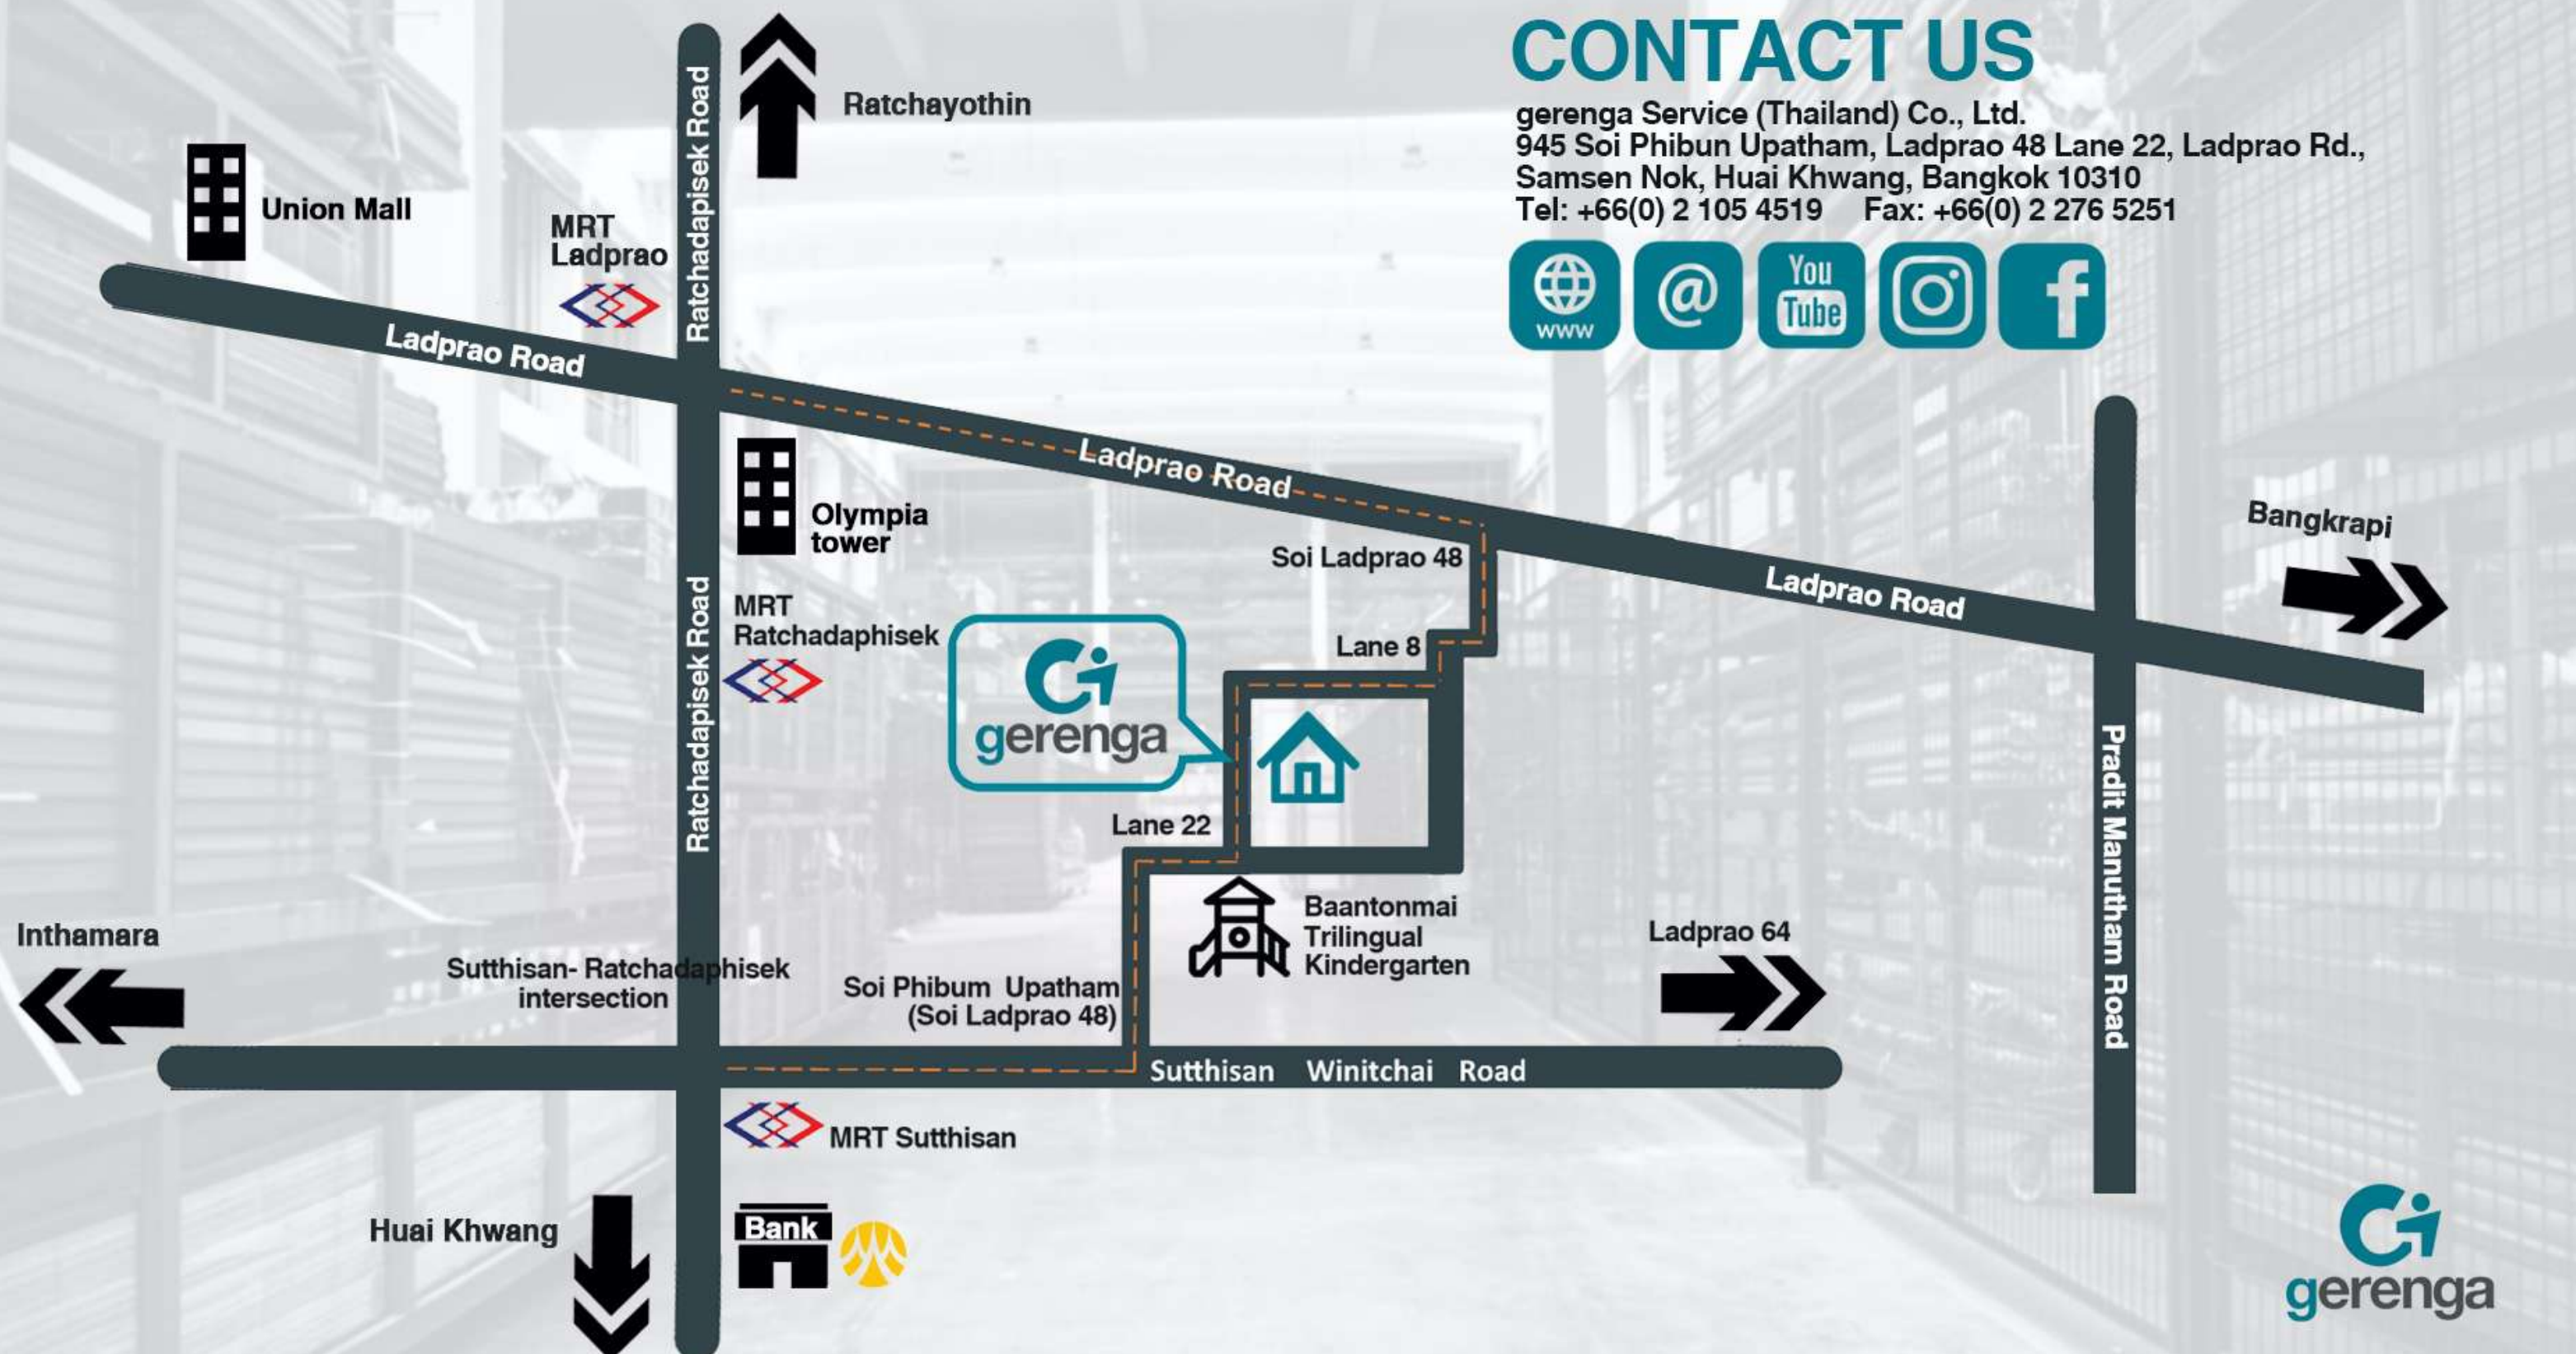 CONTACT US
gerenga Service (Thailand) Co., Ltd.
945 Soi Phibun Upatham, Ladprao 48 Lane 22, Ladprao Rd.,
Samsen Nok, Huai Khwang, Bangkok 10310
Tel: +66(0) 2 105 4519 Fax: +66(0) 2 276 5251
www
@
You
Tube
f
Ratchayothin
Ratchadapisek Road
Union Mall
MRT
Ladprao
Ladprao Road
Ladprao Road
Olympia
tower
Soi Ladprao 48
Bangkrapi
Ladprao Road
MRT
Ratchadaphisek
Ratchadapisek Road
Lane 8
gerenga
Lane 22
Pradit Manutham Road
Baantonmai
Trilingual
Kindergarten
Ladprao 64
Inthamara
Sutthisan- Ratchadaphisek
intersection
Soi Phibum Upatham
(Soi Ladprao 48)
Sutthisan Winitchai Road
MRT Sutthisan
Huai Khwang
Bank
gerenga